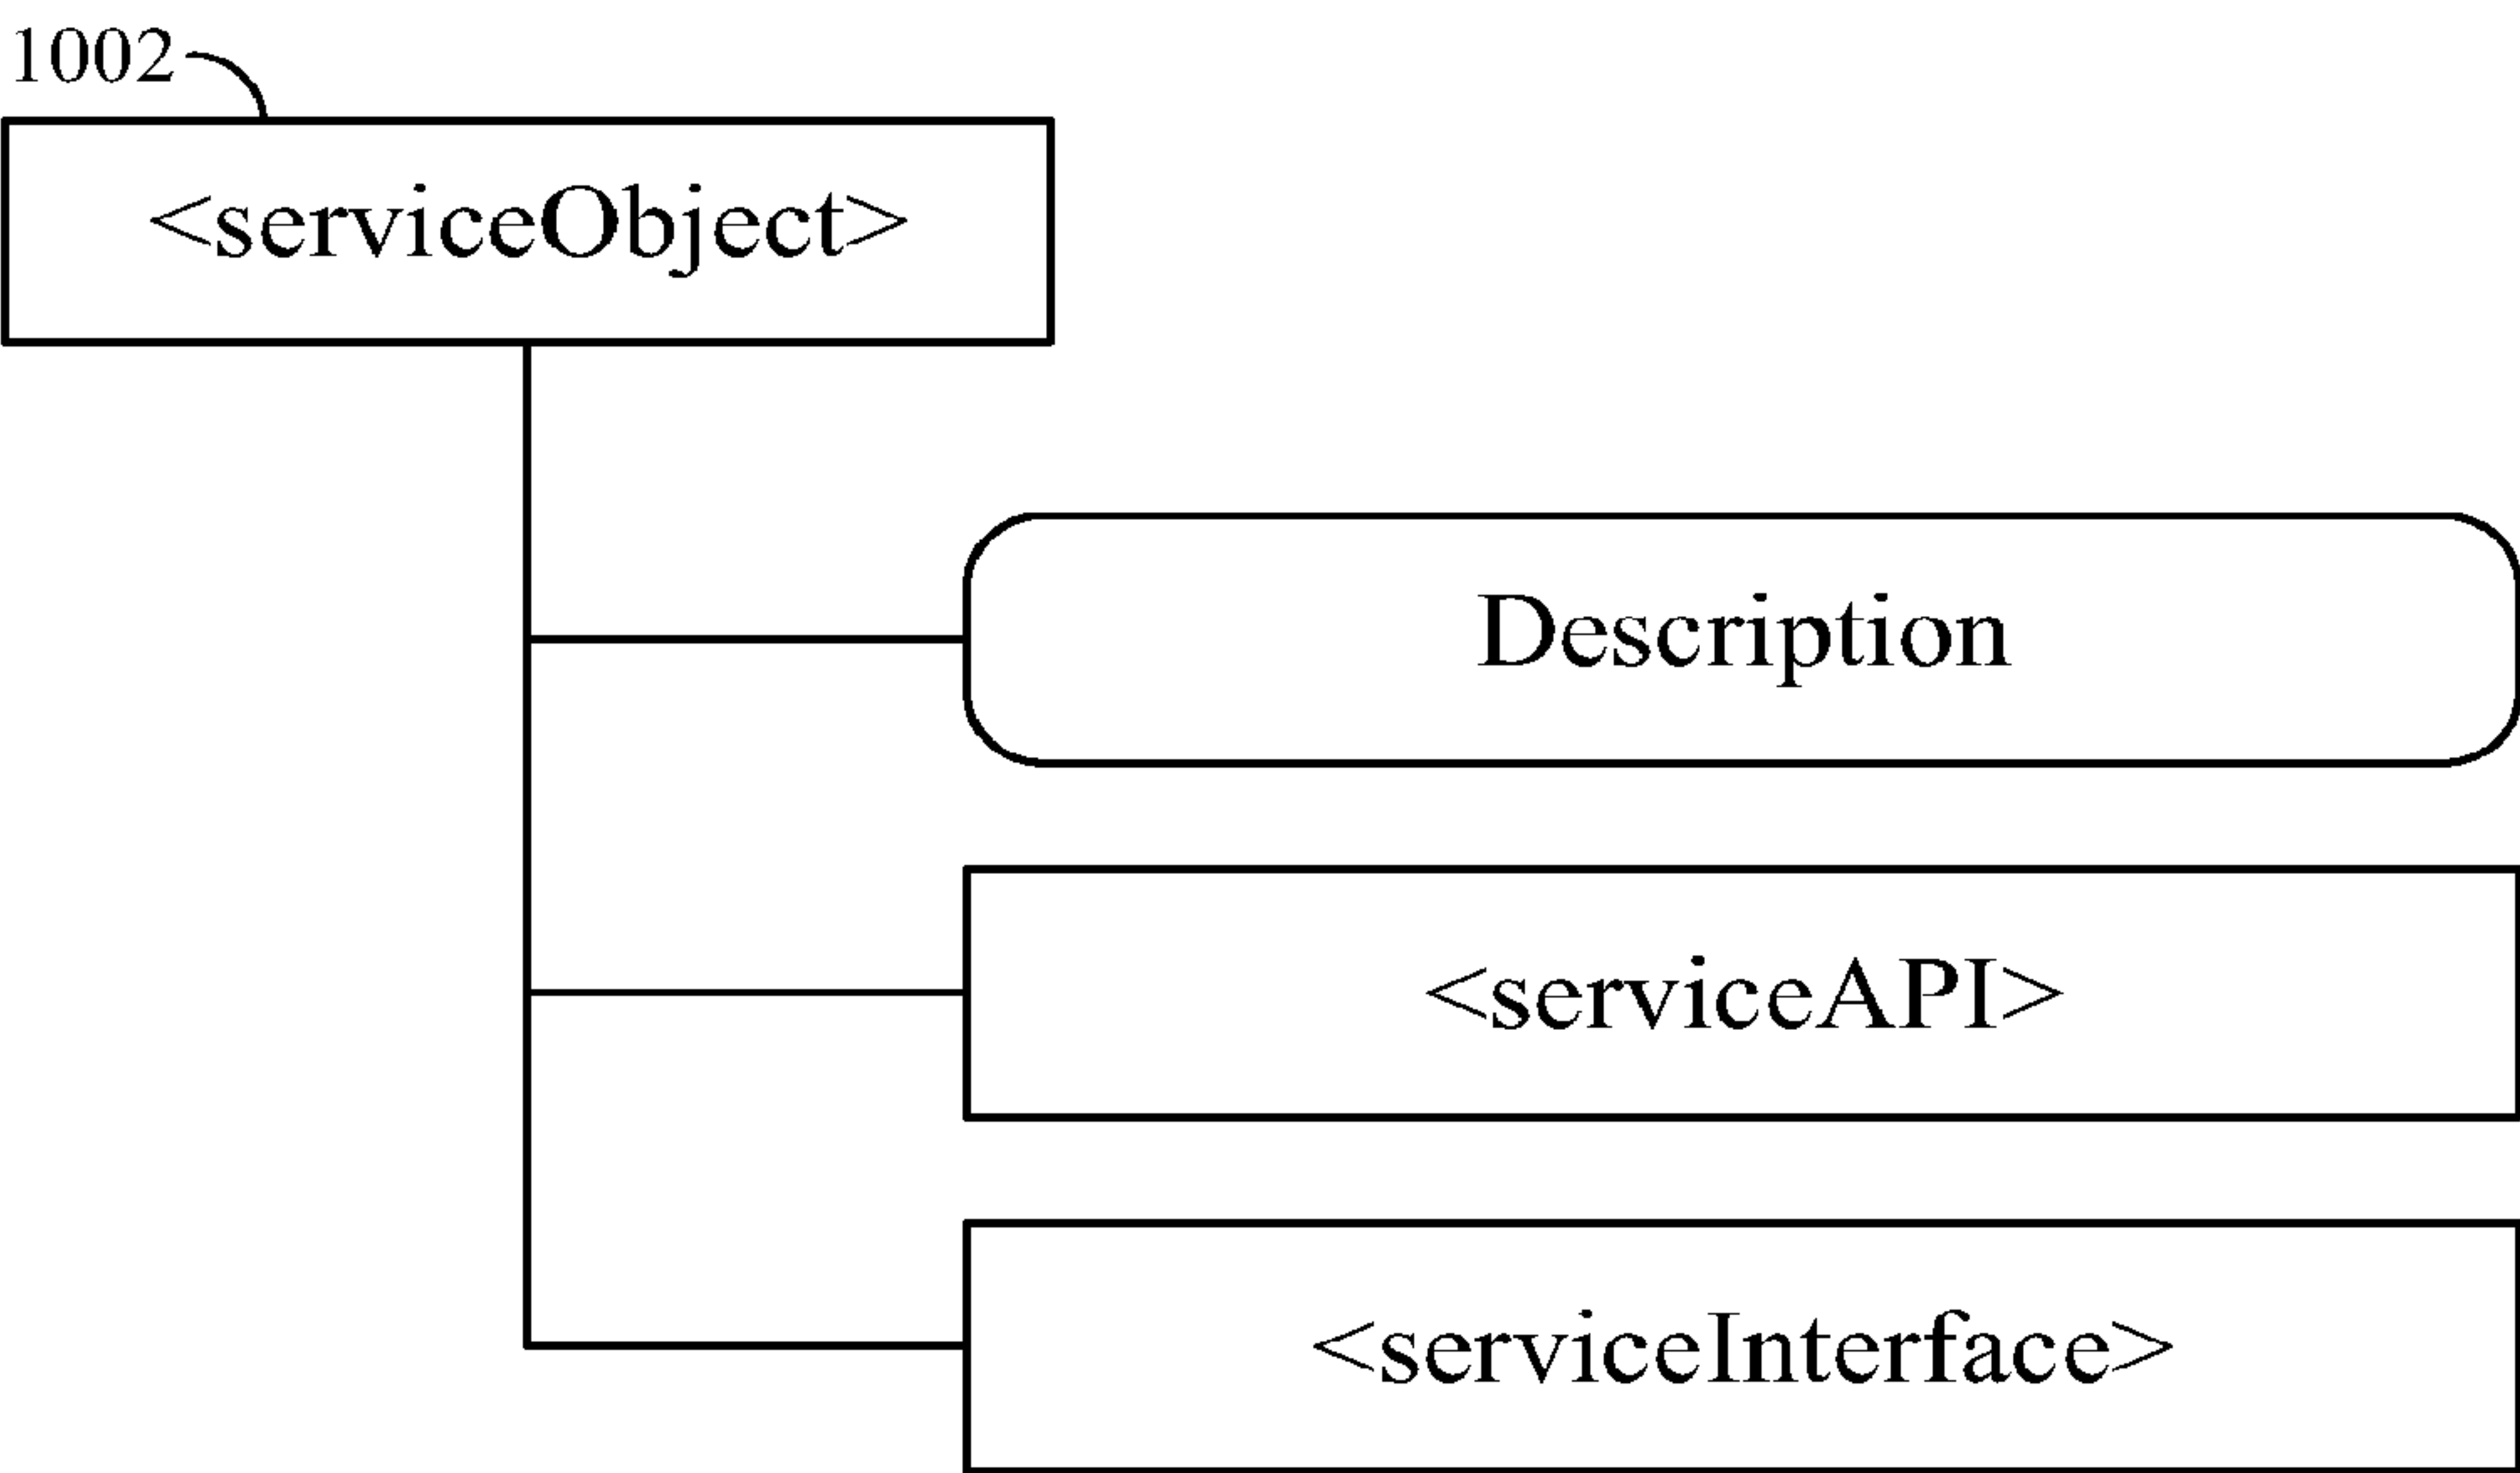 1002
<serviceObject>
Description
<serviceAPI>
<serviceInterface>